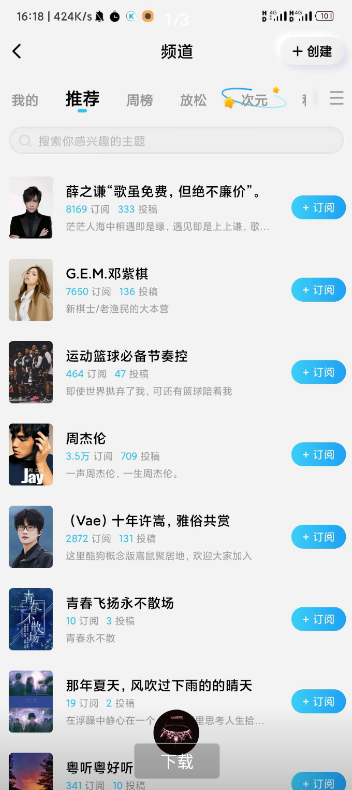 16:18 | 424K/s
1/3
频道
+ 创建
我的 推荐 周榜 放松 次元
搜索你感兴趣的主题
薛之谦“歌虽免费，但绝不廉价”。
8169 订阅 333 投稿
茫茫人海中相遇即是缘，遇见即是上上谦，歌...
+ 订阅
G.E.M.邓紫棋
7650 订阅 136 投稿
新棋士/老渔民的大本营
+ 订阅
运动篮球必备节奏控
464 订阅 47 投稿
即使世界抛弃了我，可还有篮球陪着我
+ 订阅
周杰伦
3.5万 订阅 709 投稿
一声周杰伦，一生周杰伦。
+ 订阅
Jay
（Vae）十年许嵩，雅俗共赏
2872 订阅 131 投稿
这里酷狗概念版嵩鼠聚居地，欢迎大家加入
+ 订阅
青春飞扬永不散场
10 订阅 3 投稿
青春永不散
+ 订阅
青春不散场
那年夏天，风吹过下雨的的晴天
19 订阅 2 投稿
在浮躁中静心在一个 里思考人生拾...
+ 订阅
粤听粤好听
341 订阅 10 投稿
+ 订阅
下载